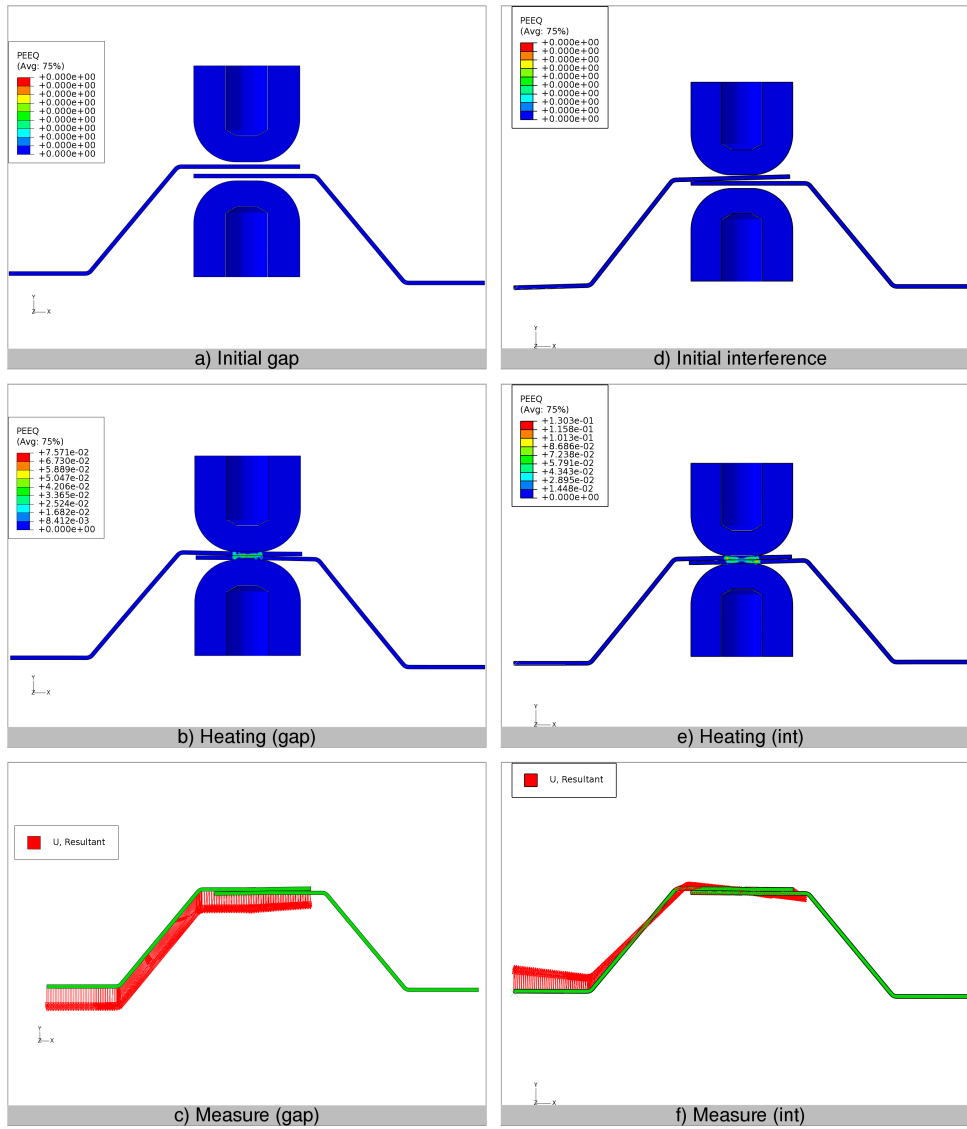 PEEQ
(Avg: 75%)
+0.000e+00
+0.000e+00
+0.000e+00
+0.000e+00
+0.000e+00
+0.000e+00
+0.000e+00
+0.000e+00
+0.000e+00
+0.000e+00
Y
Z X
a) Initial gap
PEEQ
(Avg: 75%)
+0.000e+00
+0.000e+00
+0.000e+00
+0.000e+00
+0.000e+00
+0.000e+00
+0.000e+00
+0.000e+00
+0.000e+00
+0.000e+00
Y
Z X
d) Initial interference
PEEQ
(Avg: 75%)
+7.571e-02
+6.730e-02
+5.889e-02
+5.047e-02
+4.206e-02
+3.365e-02
+2.524e-02
+1.682e-02
+8.412e-03
+0.000e+00
Y
Z X
b) Heating (gap)
PEEQ
(Avg: 75%)
+1.303e-01
+1.158e-01
+1.013e-01
+8.686e-02
+7.238e-02
+5.791e-02
+4.343e-02
+2.895e-02
+1.448e-02
+0.000e+00
Y
Z X
e) Heating (int)
U, Resultant
Y
Z X
c) Measure (gap)
U, Resultant
Y
Z X
f) Measure (int)